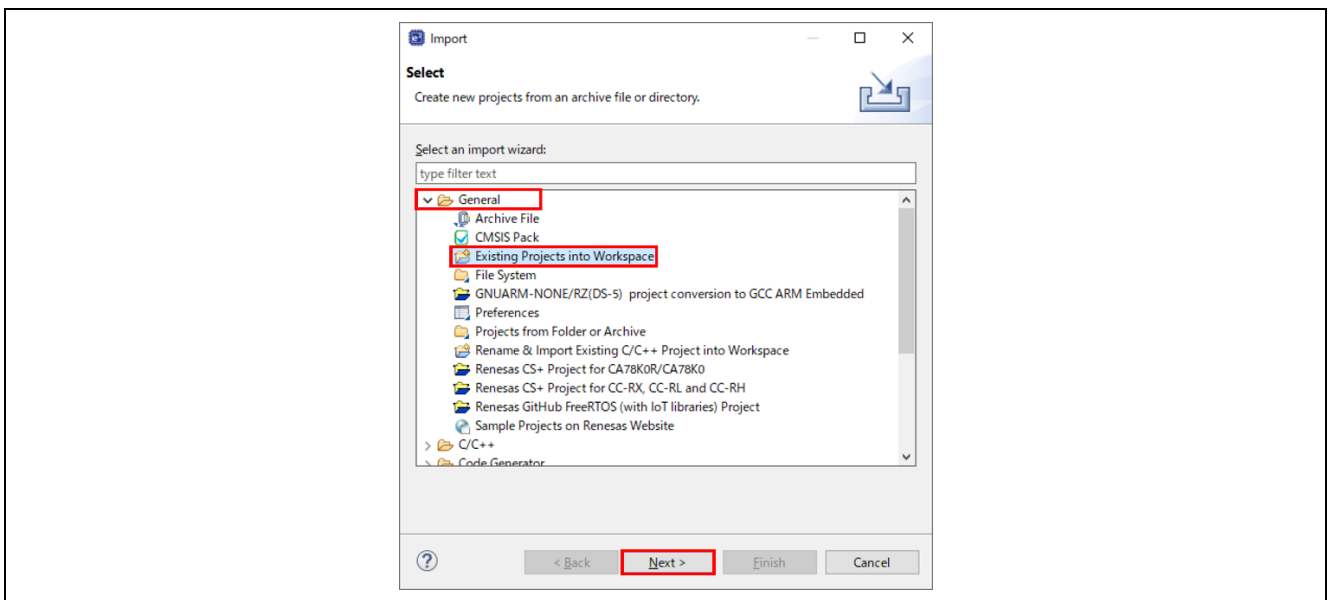 Import
Select
Create new projects from an archive file or directory.
Select an import wizard:
type filter text
General
Archive File
CMSIS Pack
Existing Projects into Workspace
File System
GNUARM-NONE/RZ(DS-5) project conversion to GCC ARM Embedded
Preferences
Projects from Folder or Archive
Rename & Import Existing C/C++ Project into Workspace
Renesas CS+ Project for CA78K0R/CA78K0
Renesas CS+ Project for CC-RX, CC-RL and CC-RH
Renesas GitHub FreeRTOS (with IoT libraries) Project
Sample Projects on Renesas Website
C/C++
Code Generator
? < Back Next > Finish Cancel